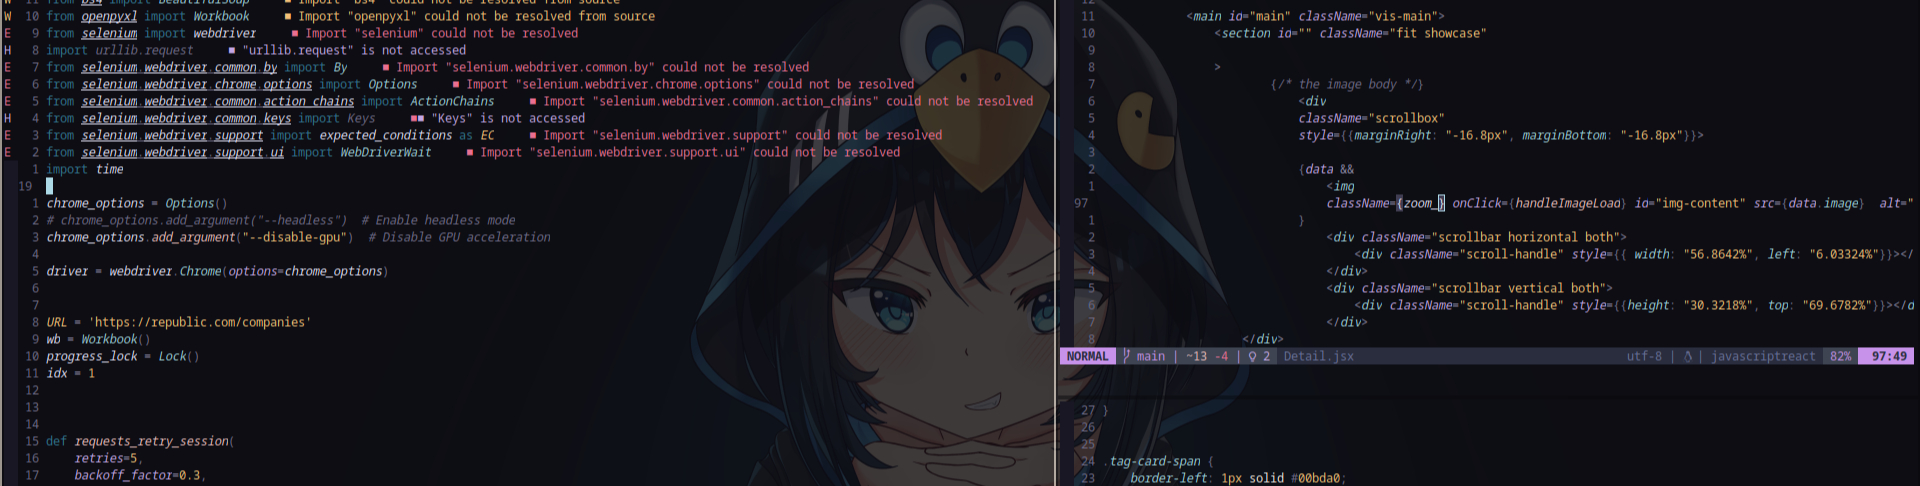 W 11 from bs4 import BeautifulSoup ■ Import "bs4" could not be resolved from source
W 10 from openpyxl import Workbook ■ Import "openpyxl" could not be resolved from source
E 9 from selenium import webdriver ■ Import "selenium" could not be resolved
H 8 import urllib.request ■ "urllib.request" is not accessed
E 7 from selenium.webdriver.common.by import By ■ Import "selenium.webdriver.common.by" could not be resolved
E 6 from selenium.webdriver.chrome.options import Options ■ Import "selenium.webdriver.chrome.options" could not be resolved
E 5 from selenium.webdriver.common.action_chains import ActionChains ■ Import "selenium.webdriver.common.action_chains" could not be resolved
H 4 from selenium.webdriver.common.keys import Keys ■■ "Keys" is not accessed
E 3 from selenium.webdriver.support import expected_conditions as EC ■ Import "selenium.webdriver.support" could not be resolved
E 2 from selenium.webdriver.support.ui import WebDriverWait ■ Import "selenium.webdriver.support.ui" could not be resolved
1 import time
19
1 chrome_options = Options()
2 # chrome_options.add_argument("--headless") # Enable headless mode
3 chrome_options.add_argument("--disable-gpu") # Disable GPU acceleration
4
5 driver = webdriver.Chrome(options=chrome_options)
6
7
8 URL = 'https://republic.com/companies'
9 wb = Workbook()
10 progress_lock = Lock()
11 idx = 1
12
13
14
15 def requests_retry_session(
16 retries=5,
17 backoff_factor=0.3,
12
11 <main id="main" className="vis-main">
10 <section id="" className="fit showcase"
9
8 >
7 {/* the image body */}
6 <div
5 className="scrollbox"
4 style={{marginRight: "-16.8px", marginBottom: "-16.8px"}}>
3
2 {data &&
1 <img
97 className={zoom_} onClick={handleImageLoad} id="img-content" src={data.image} alt="
1 }
2 <div className="scrollbar horizontal both">
3 <div className="scroll-handle" style={{ width: "56.8642%", left: "6.03324%"}}></
4 </div>
5 <div className="scrollbar vertical both">
6 <div className="scroll-handle" style={{height: "30.3218%", top: "69.6782%"}}></d
7 </div>
8 </div>
NORMAL main | ~13 -4 | 2 Detail.jsx utf-8 | | javascriptreact 82% 97:49
27 }
26
25
24 .tag-card-span {
23 border-left: 1px solid #00bda0;